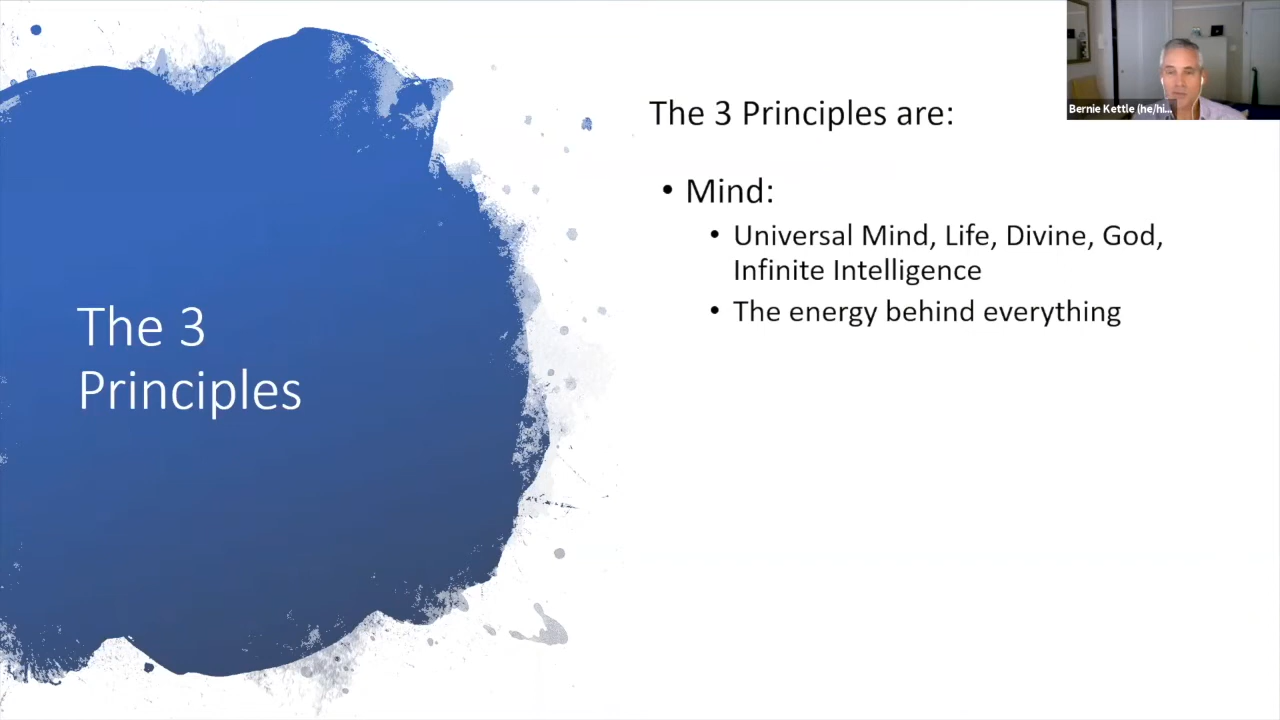 The 3 Principles are:
Bernie Kettle (he/hi...
• Mind:
• Universal Mind, Life, Divine, God,
Infinite Intelligence
• The energy behind everything
The 3
Principles